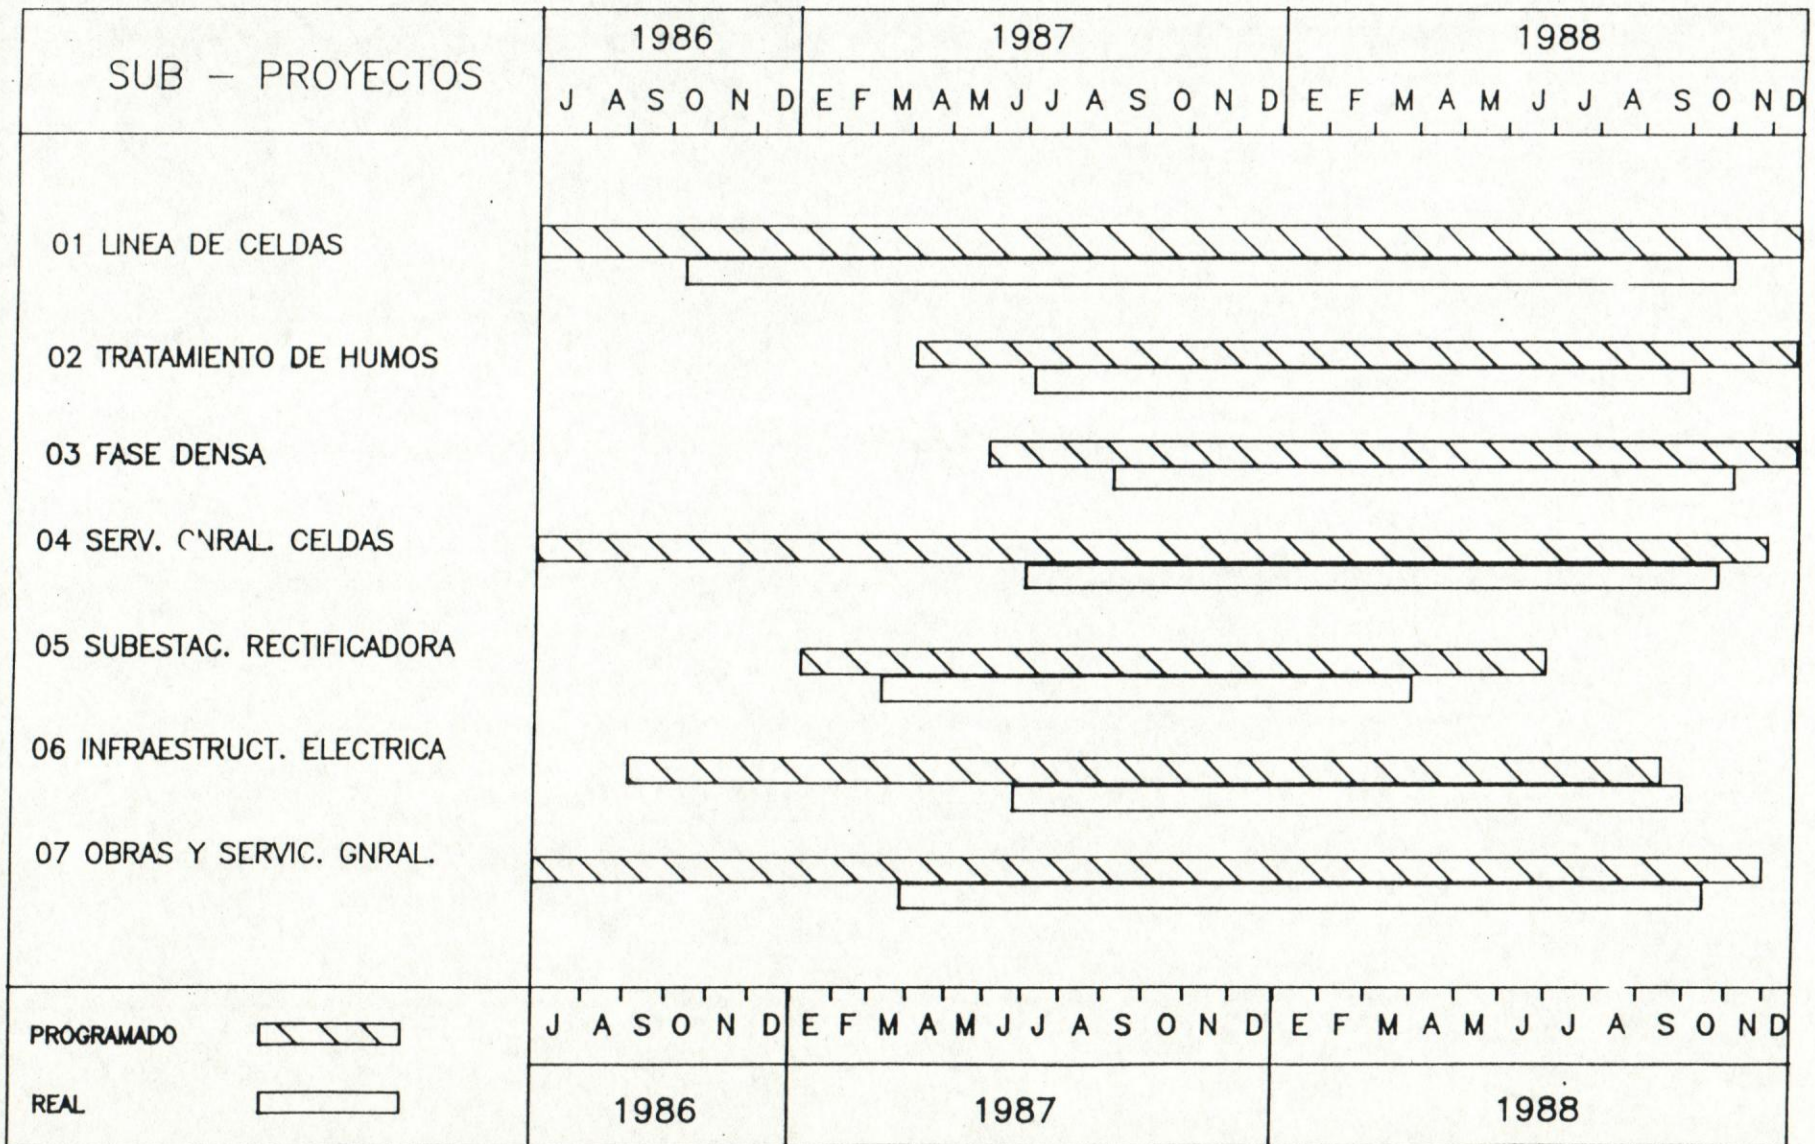 1986 1987 1988
SUB - PROYECTOS
J A S O N D E F M A M J J A S O N D E F M A M J J A S O N D
01 LINEA DE CELDAS
02 TRATAMIENTO DE HUMOS
03 FASE DENSA
04 SERV. CELDAS
05 SUBESTAC. RECTIFICADORA
06 INFRAESTRUCT. ELECTRICA
07 OBRAS Y SERVIC. GNRAL.
J A S O N D E F M A M J J A S O N D E F M A M J J A S O N D
PROGRAMADO
REAL
1986 1987 1988